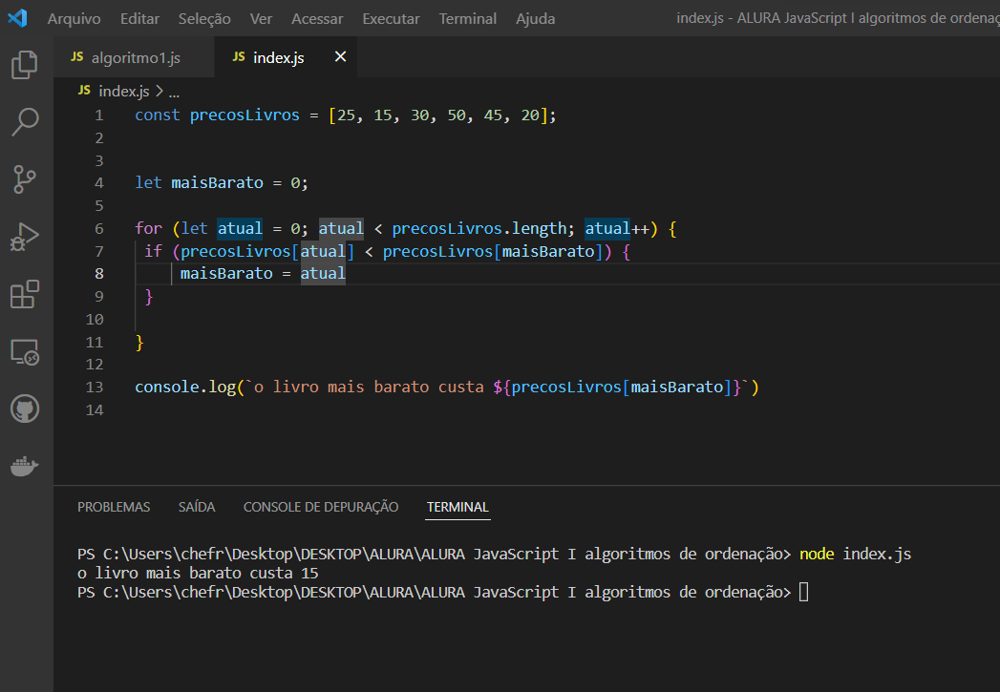 Arquivo Editar Seleção Ver Acessar Executar Terminal Ajuda index.js - ALURA JavaScript I algoritmos de ordenaç
JS algoritmo1.js JS index.js ×
JS index.js > ...
1 const precosLivros = [25, 15, 30, 50, 45, 20];
2
3
4 let maisBarato = 0;
5
6 for (let atual = 0; atual < precosLivros.length; atual++) {
7 if (precosLivros[atual] < precosLivros[maisBarato]) {
8 maisBarato = atual
9 }
10
11 }
12
13 console.log(`o livro mais barato custa ${precosLivros[maisBarato]}`)
14
PROBLEMAS SAÍDA CONSOLE DE DEPURAÇÃO TERMINAL
PS C:\Users\chefr\Desktop\DESKTOP\ALURA\ALURA JavaScript I algoritmos de ordenação> node index.js
o livro mais barato custa 15
PS C:\Users\chefr\Desktop\DESKTOP\ALURA\ALURA JavaScript I algoritmos de ordenação>